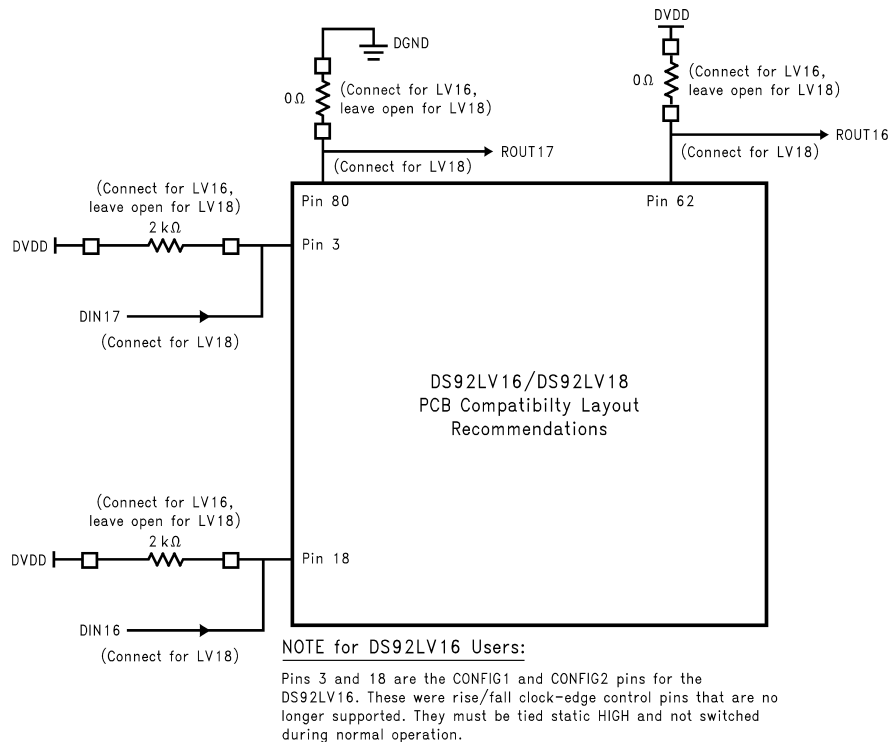 DVDD
DGND
0Ω
(Connect for LV16,
leave open for LV18)
0Ω
(Connect for LV16,
leave open for LV18)
ROUT17
(Connect for LV18)
ROUT16
(Connect for LV18)
(Connect for LV16,
leave open for LV18)
2 kΩ
Pin 80
Pin 62
DVDD
Pin 3
DIN17
(Connect for LV18)
DS92LV16/DS92LV18
PCB Compatibilty Layout
Recommendations
(Connect for LV16,
leave open for LV18)
2 kΩ
DVDD
Pin 18
DIN16
(Connect for LV18)
NOTE for DS92LV16 Users:
Pins 3 and 18 are the CONFIG1 and CONFIG2 pins for the
DS92LV16. These were rise/fall clock-edge control pins that are no
longer supported. They must be tied static HIGH and not switched
during normal operation.